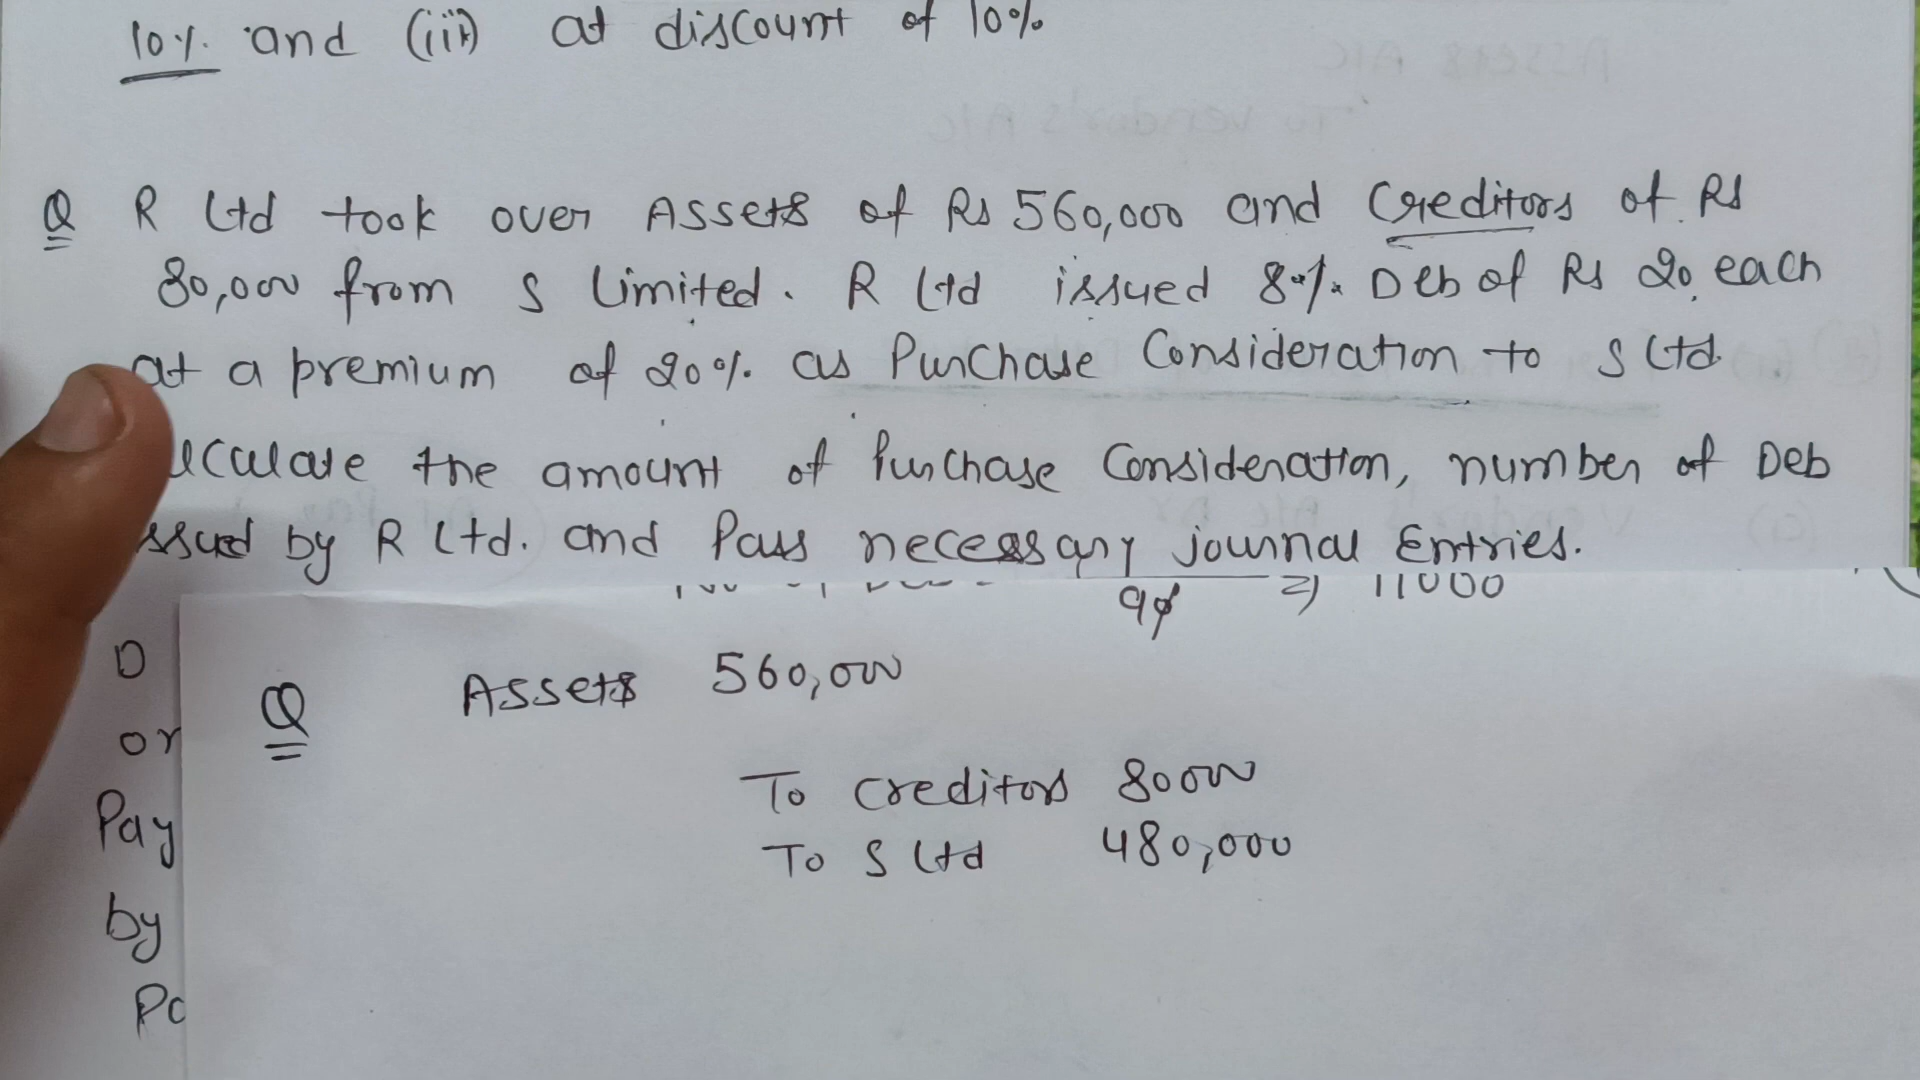 10% and (iii) at discount of 10%
Q R Ltd took over Assets of Rs 560,000 and Creditors of Rs
80,000 from S Limited. R Ltd issued 8% Deb of Rs 20 each
at a premium of 20% as Purchase Consideration to S Ltd
lculate the amount of Purchase Consideration, number of Deb
ssued by R Ltd. and Pass necessary journal Entries.
90 => 11000
D
Q Assets 560,000
or
To creditors 80000
Pay
To S Ltd 480,000
by